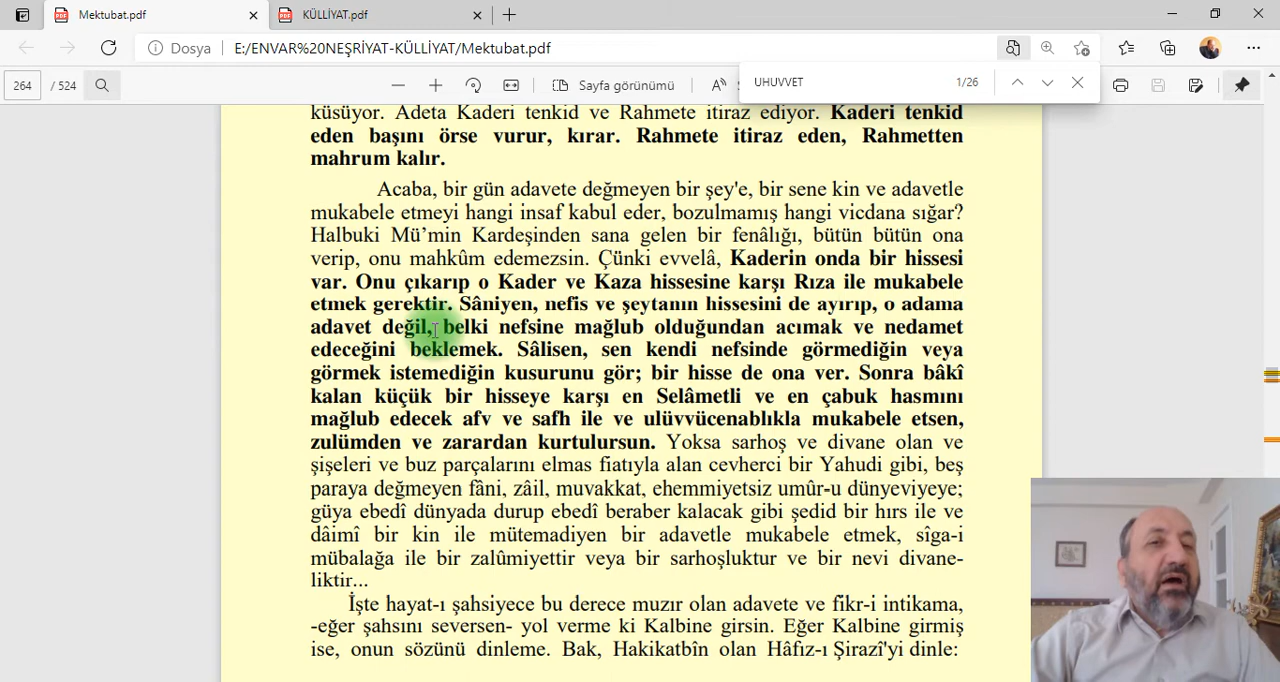 Mektubat.pdf
KÜLLİYAT.pdf
Dosya E:/ENVAR%20NEŞRİYAT-KÜLLİYAT/Mektubat.pdf
264 / 524 Sayfa görünümü
UHUVVET 1/26
küsüyor. Adeta Kaderi tenkid ve Rahmete itiraz ediyor. Kaderi tenkid
eden başını örse vurur, kırar. Rahmete itiraz eden, Rahmetten
mahrum kalır.
Acaba, bir gün adavete değmeyen bir şey'e, bir sene kin ve adavetle
mukabele etmeyi hangi insaf kabul eder, bozulmamış hangi vicdana sığar?
Halbuki Mü’min Kardeşinden sana gelen bir fenâlığı, bütün bütün ona
verip, onu mahkûm edemezsin. Çünki evvelâ, Kaderin onda bir hissesi
var. Onu çıkarıp o Kader ve Kaza hissesine karşı Rıza ile mukabele
etmek gerektir. Sâniyen, nefis ve şeytanın hissesini de ayırıp, o adama
adavet değil, belki nefsine mağlub olduğundan acımak ve nedamet
edeceğini beklemek. Sâlisen, sen kendi nefsinde görmediğin veya
görmek istemediğin kusurunu gör; bir hisse de ona ver. Sonra bâkî
kalan küçük bir hisseye karşı en Selâmetli ve en çabuk hasmını
mağlub edecek afv ve safh ile ve ulüvvücenablıkla mukabele etsen,
zulümden ve zarardan kurtulursun. Yoksa sarhoş ve divane olan ve
şişeleri ve buz parçalarını elmas fiatıyla alan cevherci bir Yahudi gibi, beş
paraya değmeyen fâni, zâil, muvakkat, ehemmiyetsiz umûr-u dünyeviyeye;
güya ebedî dünyada durup ebedî beraber kalacak gibi şedid bir hırs ile ve
dâimî bir kin ile mütemadiyen bir adavetle mukabele etmek, sîga-i
mübalağa ile bir zalûmiyettir veya bir sarhoşluktur ve bir nevi divane-
liktir...
İşte hayat-ı şahsiyece bu derece muzır olan adavete ve fikr-i intikama,
-eğer şahsını seversen- yol verme ki Kalbine girsin. Eğer Kalbine girmiş
ise, onun sözünü dinleme. Bak, Hakikatbîn olan Hâfız-ı Şirazî'yi dinle: